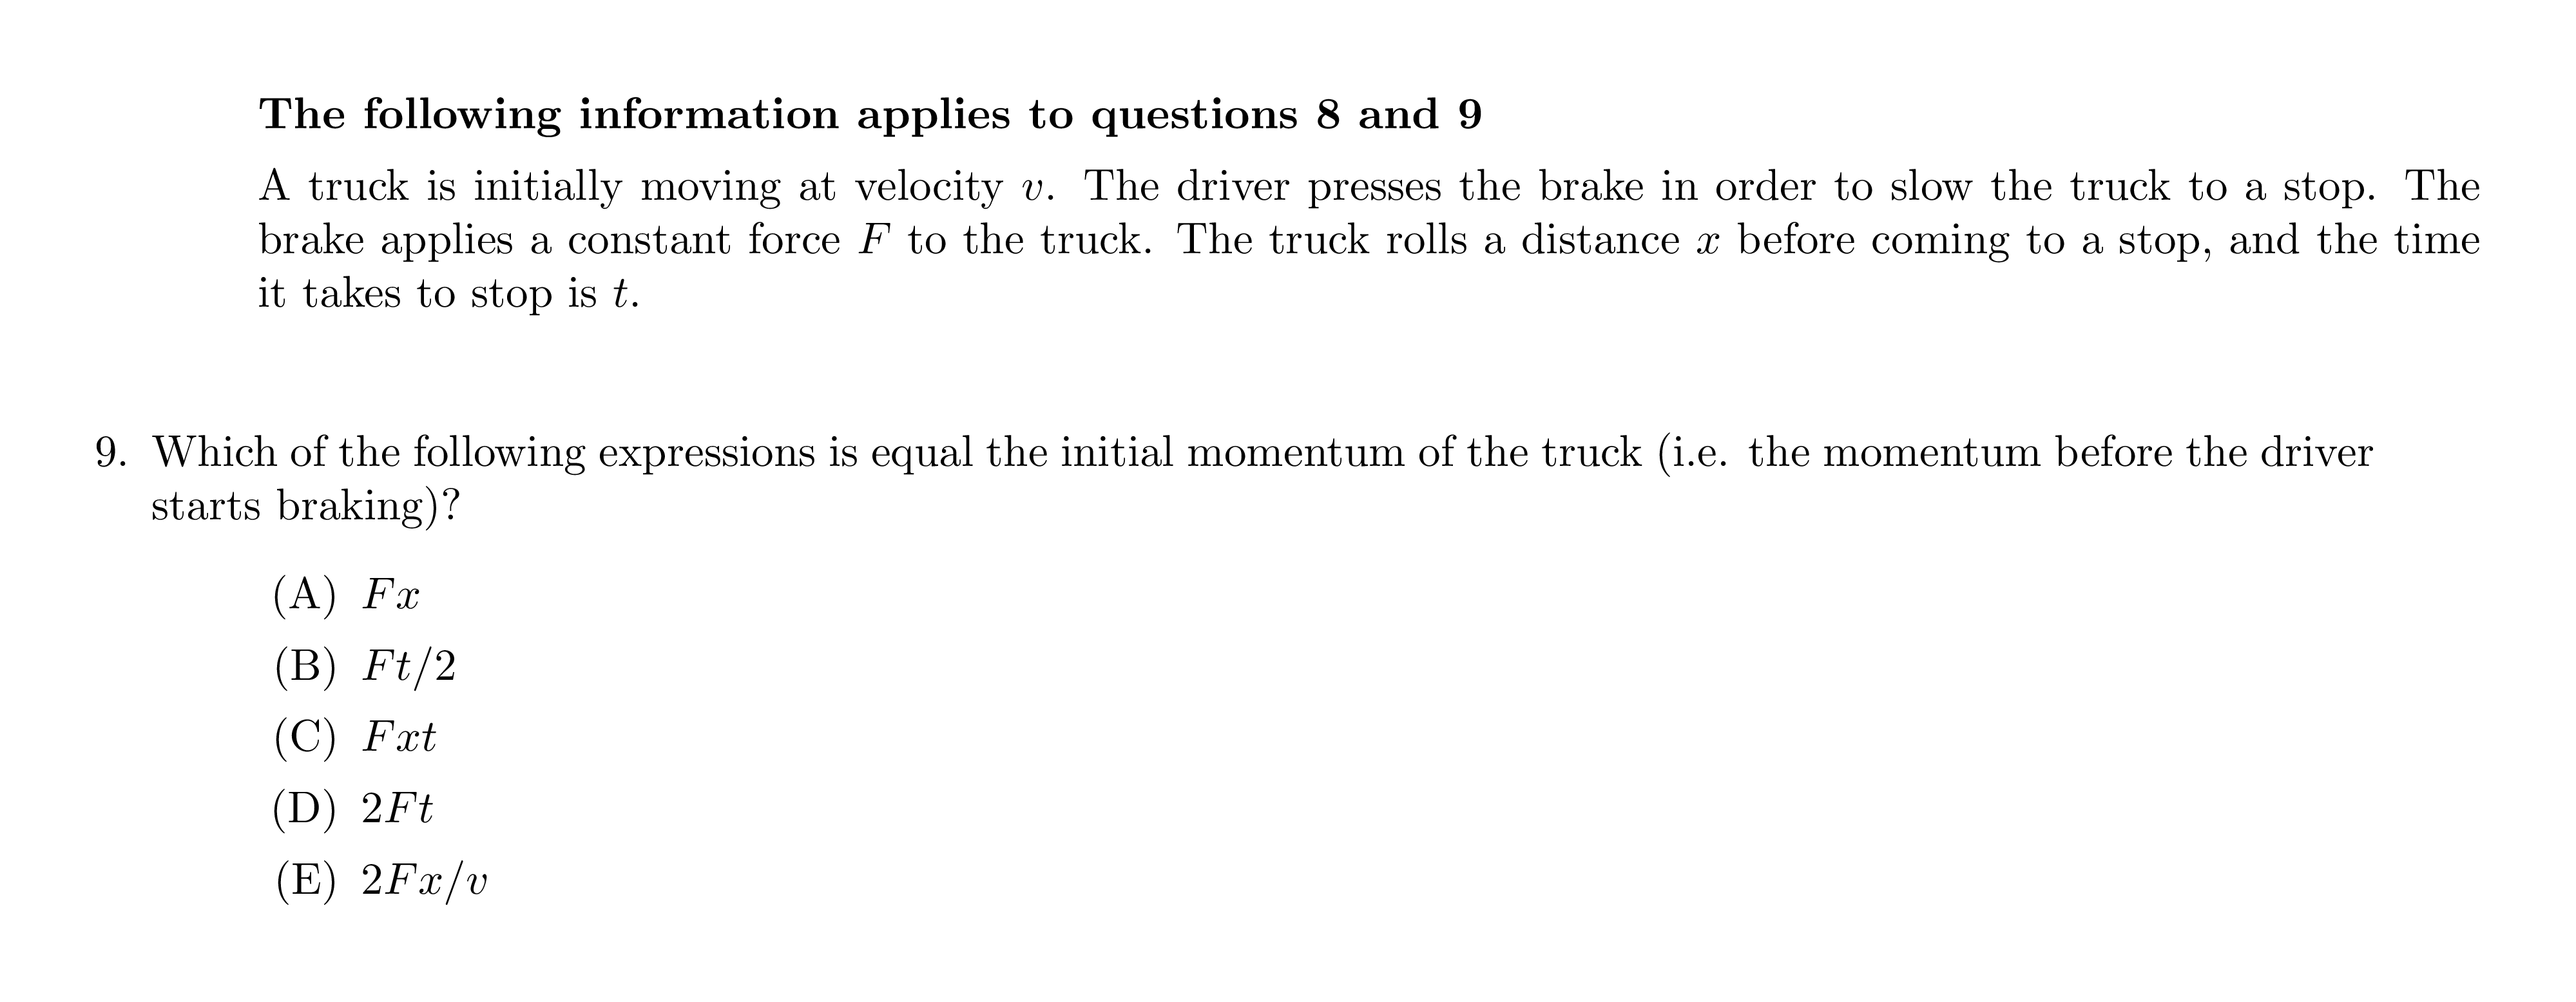 The following information applies to questions 8 and 9
A truck is initially moving at velocity v. The driver presses the brake in order to slow the truck to a stop. The
brake applies a constant force F to the truck. The truck rolls a distance x before coming to a stop, and the time
it takes to stop is t.
9. Which of the following expressions is equal the initial momentum of the truck (i.e. the momentum before the driver
starts braking)?
(A) Fx
(B) Ft/2
(C) Fxt
(D) 2Ft
(E) 2Fx/v